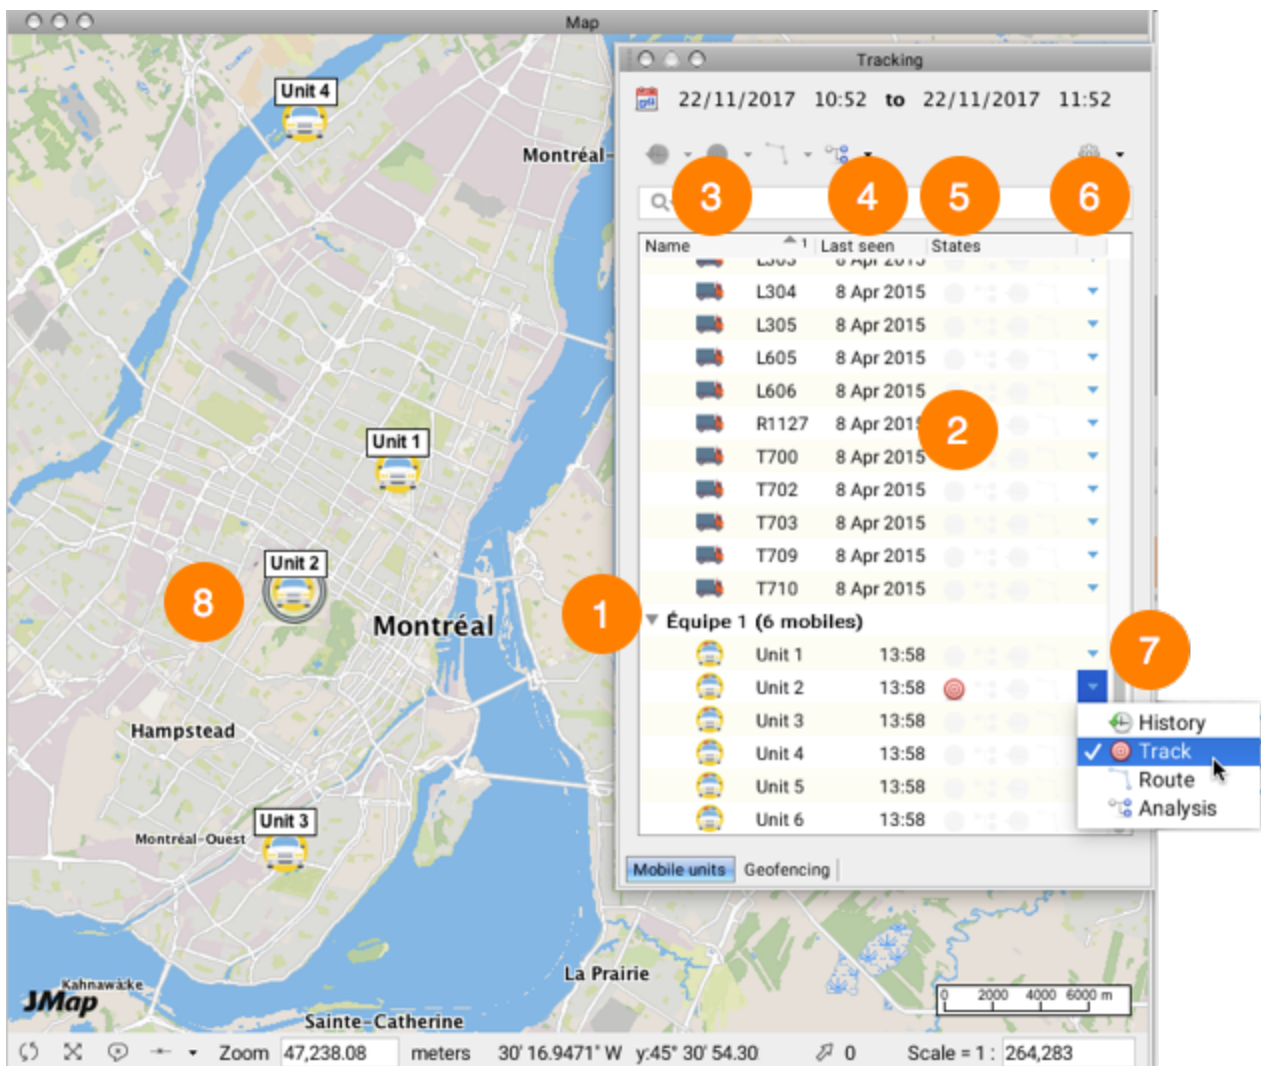 Map
Unit 4
Montréal-
Unit 1
Unit 2
8
Montréal
Hampstead
Unit 3
Montréal-Ouest
La Prairie
Kahnawàke
JMap
Sainte-Catherine
0 2000 4000 6000 m
Tracking
22/11/2017 10:52 to 22/11/2017 11:52
3 4 5 6
Name 1 Last seen States
L303 8 Apr 2015
L304 8 Apr 2015
L305 8 Apr 2015
L605 8 Apr 2015
L606 8 Apr 2015
R1127 8 Apr 2015
2
T700 8 Apr 2015
T702 8 Apr 2015
T703 8 Apr 2015
T709 8 Apr 2015
T710 8 Apr 2015
1
Équipe 1 (6 mobiles)
Unit 1 13:58
7
Unit 2 13:58
Unit 3 13:58
Unit 4 13:58
Unit 5 13:58
Unit 6 13:58
History
Track
Route
Analysis
Mobile units Geofencing
Zoom 47,238.08 meters 30' 16.9471" W y:45° 30' 54.30 0 Scale = 1 : 264,283